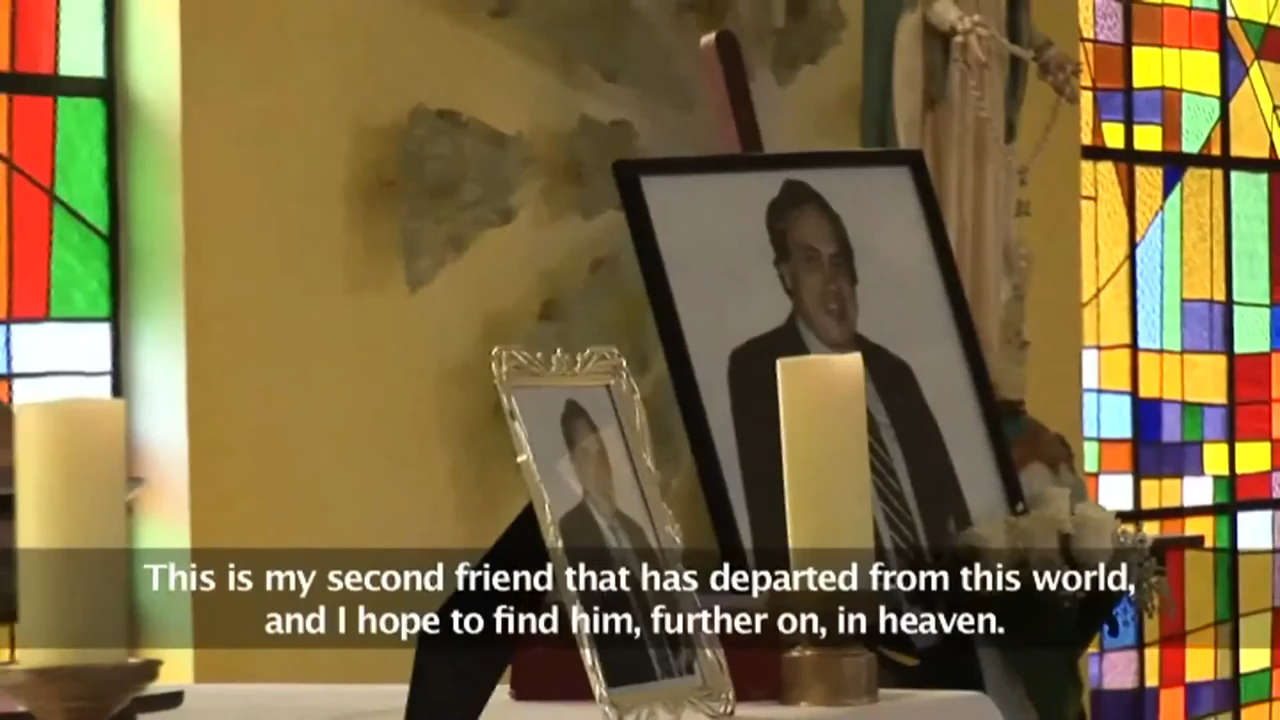 This is my second friend that has departed from this world,
and I hope to find him, further on, in heaven.